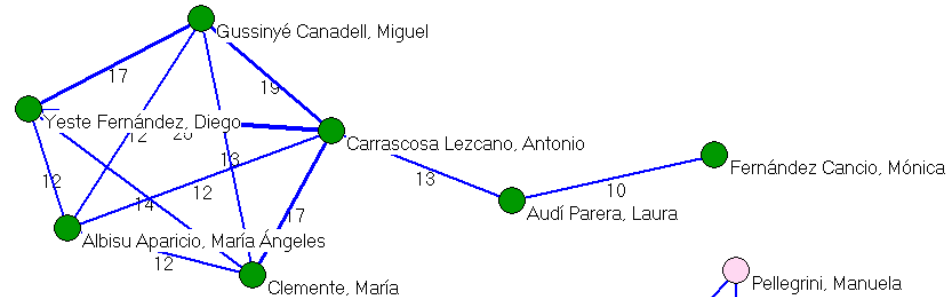 Gussinyé Canadell, Miguel
17
19
Yeste Fernández, Diego
12
13
Carrascosa Lezcano, Antonio
Fernández Cancio, Mónica
12
12
13
10
14
17
Audí Parera, Laura
Albisu Aparicio, María Ángeles
12
Clemente, María
Pellegrini, Manuela